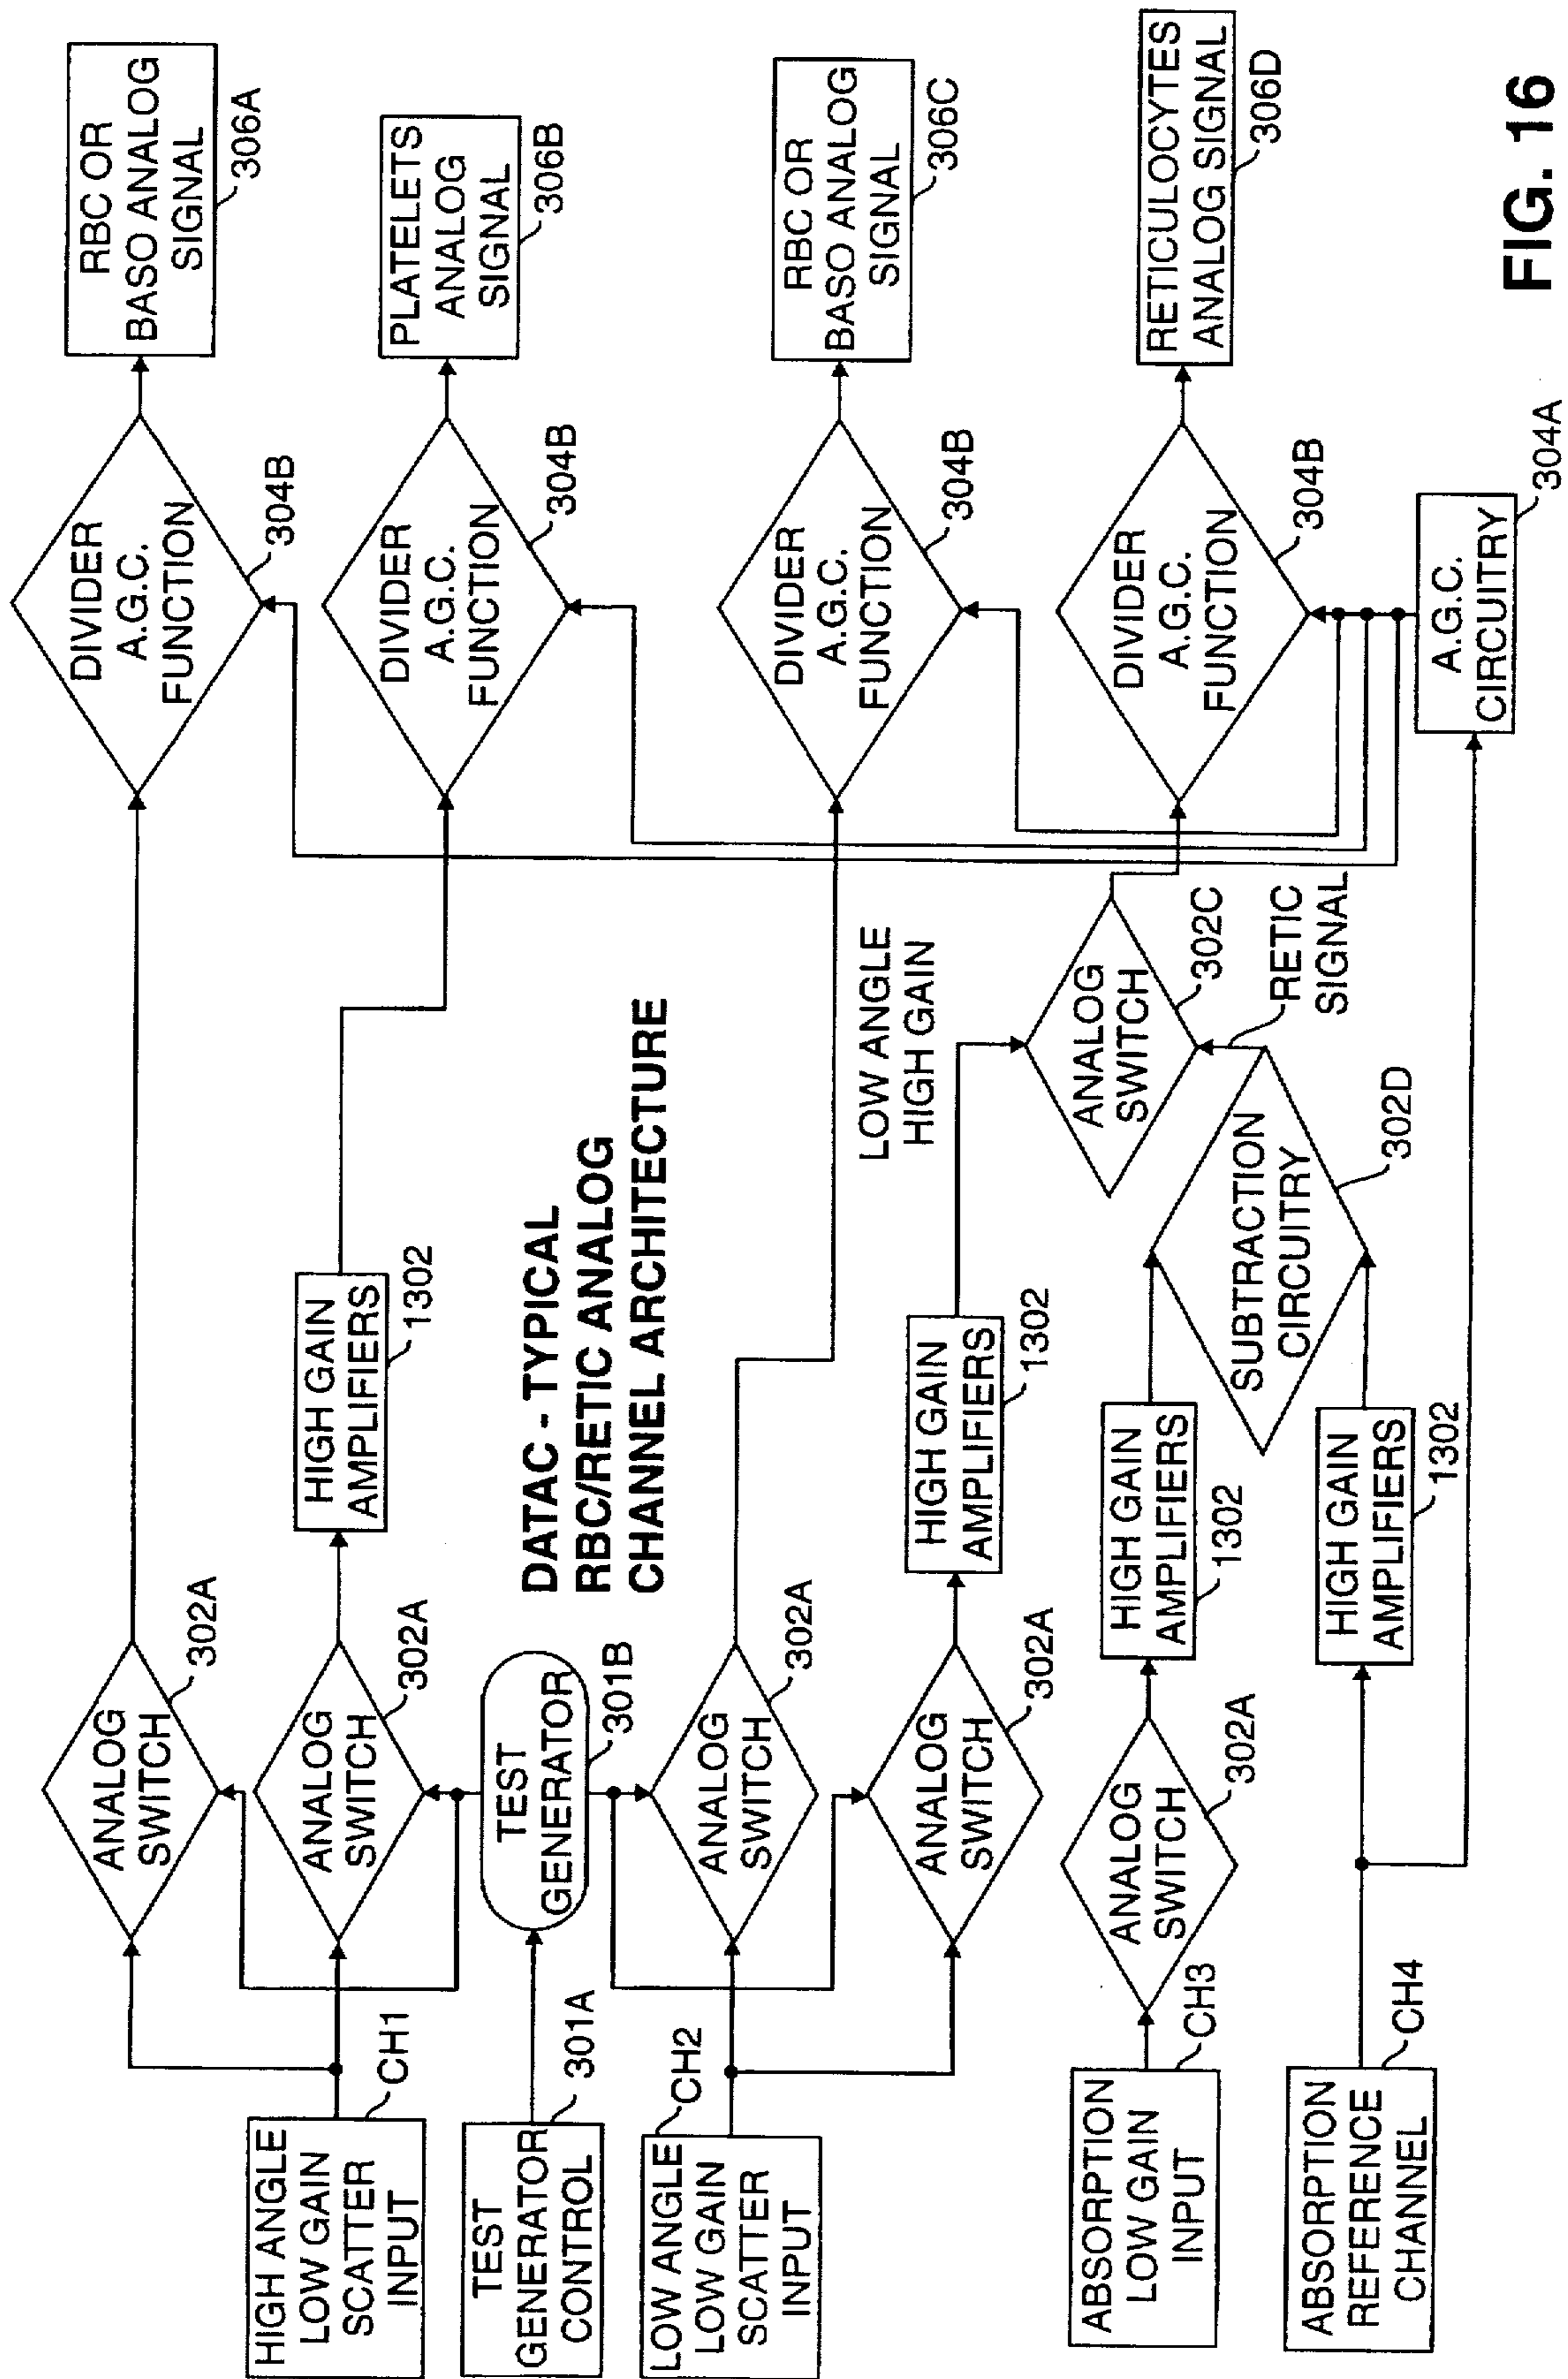 HIGH ANGLE
LOW GAIN
SCATTER
INPUT
CH1
ANALOG
SWITCH
302A
DIVIDER
A.G.C.
FUNCTION
304B
RBC OR
BASO ANALOG
SIGNAL
306A
ANALOG
SWITCH
302A
HIGH GAIN
AMPLIFIERS
1302
DIVIDER
A.G.C.
FUNCTION
304B
PLATELETS
ANALOG
SIGNAL
306B
TEST
GENERATOR
CONTROL
301A
TEST
GENERATOR
301B
DATAC - TYPICAL
RBC/RETIC ANALOG
CHANNEL ARCHITECTURE
LOW ANGLE
LOW GAIN
SCATTER
INPUT
CH2
ANALOG
SWITCH
302A
DIVIDER
A.G.C.
FUNCTION
304B
RBC OR
BASO ANALOG
SIGNAL
306C
ANALOG
SWITCH
302A
HIGH GAIN
AMPLIFIERS
1302
LOW ANGLE
HIGH GAIN
ANALOG
SWITCH
302C
RETIC
SIGNAL
DIVIDER
A.G.C.
FUNCTION
304B
RETICULOCYTES
ANALOG SIGNAL
306D
ABSORPTION
LOW GAIN
INPUT
CH3
ANALOG
SWITCH
302A
HIGH GAIN
AMPLIFIERS
1302
SUBTRACTION
CIRCUITRY
302D
ABSORPTION
REFERENCE
CHANNEL
CH4
HIGH GAIN
AMPLIFIERS
1302
A.G.C.
CIRCUITRY
304A
FIG. 16